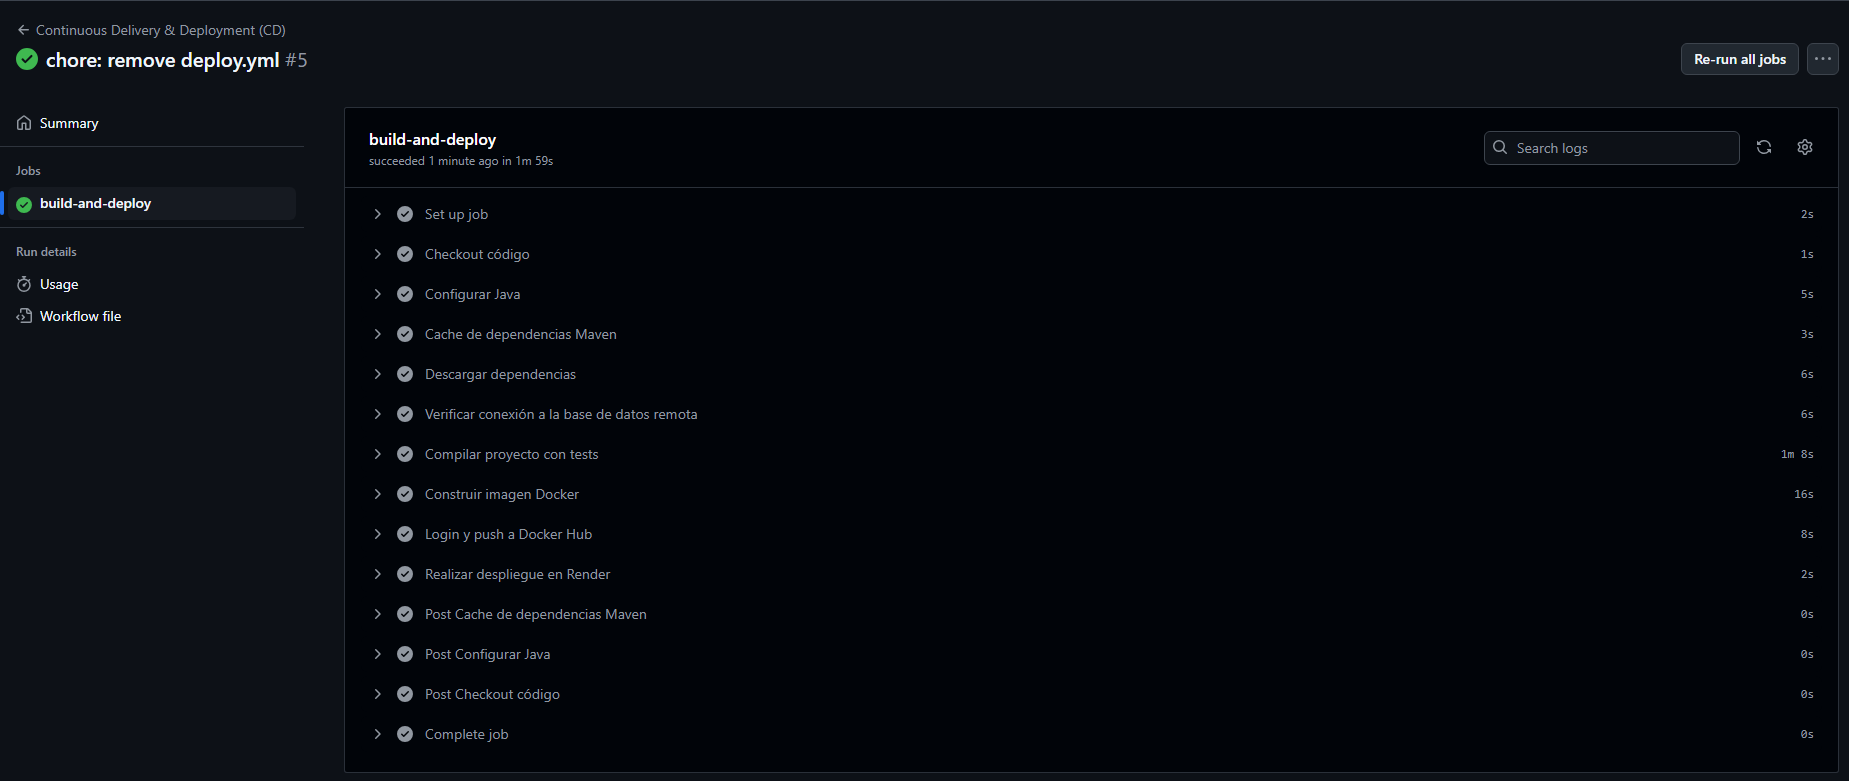 Continuous Delivery & Deployment (CD)
chore: remove deploy.yml #5
Re-run all jobs
Summary
Jobs
build-and-deploy
Run details
Usage
Workflow file
build-and-deploy
succeeded 1 minute ago in 1m 59s
Search logs
Set up job 2s
Checkout código 1s
Configurar Java 5s
Cache de dependencias Maven 3s
Descargar dependencias 6s
Verificar conexión a la base de datos remota 6s
Compilar proyecto con tests 1m 8s
Construir imagen Docker 16s
Login y push a Docker Hub 8s
Realizar despliegue en Render 2s
Post Cache de dependencias Maven 0s
Post Configurar Java 0s
Post Checkout código 0s
Complete job 0s